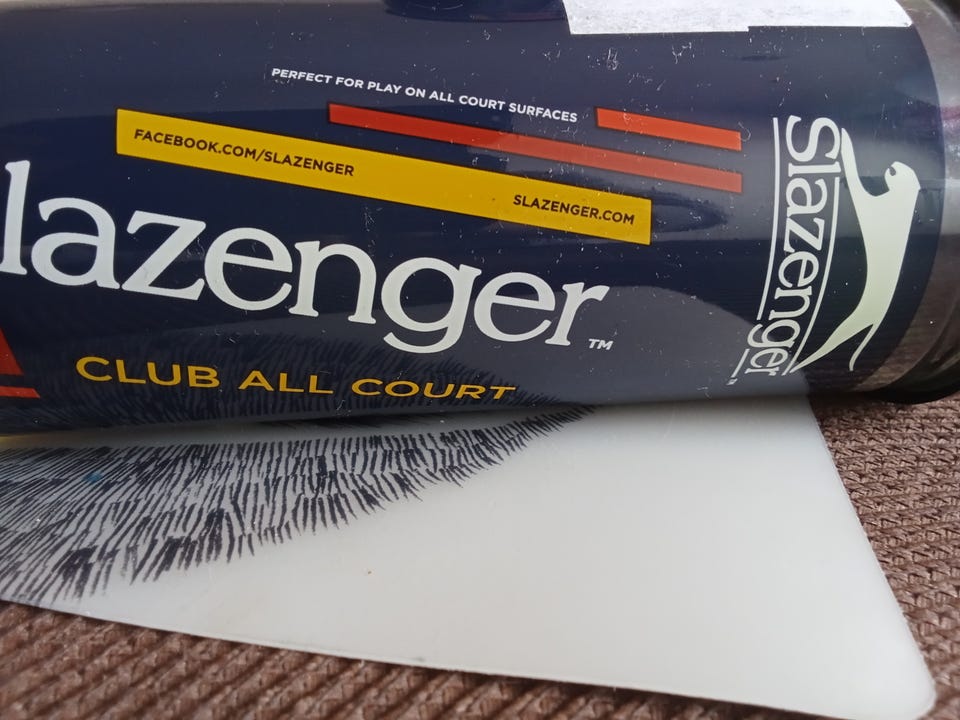 PERFECT FOR PLAY ON ALL COURT SURFACES
FACEBOOK.COM/SLAZENGER
SLAZENGER.COM
lazenger™
CLUB ALL COURT
Slazenger